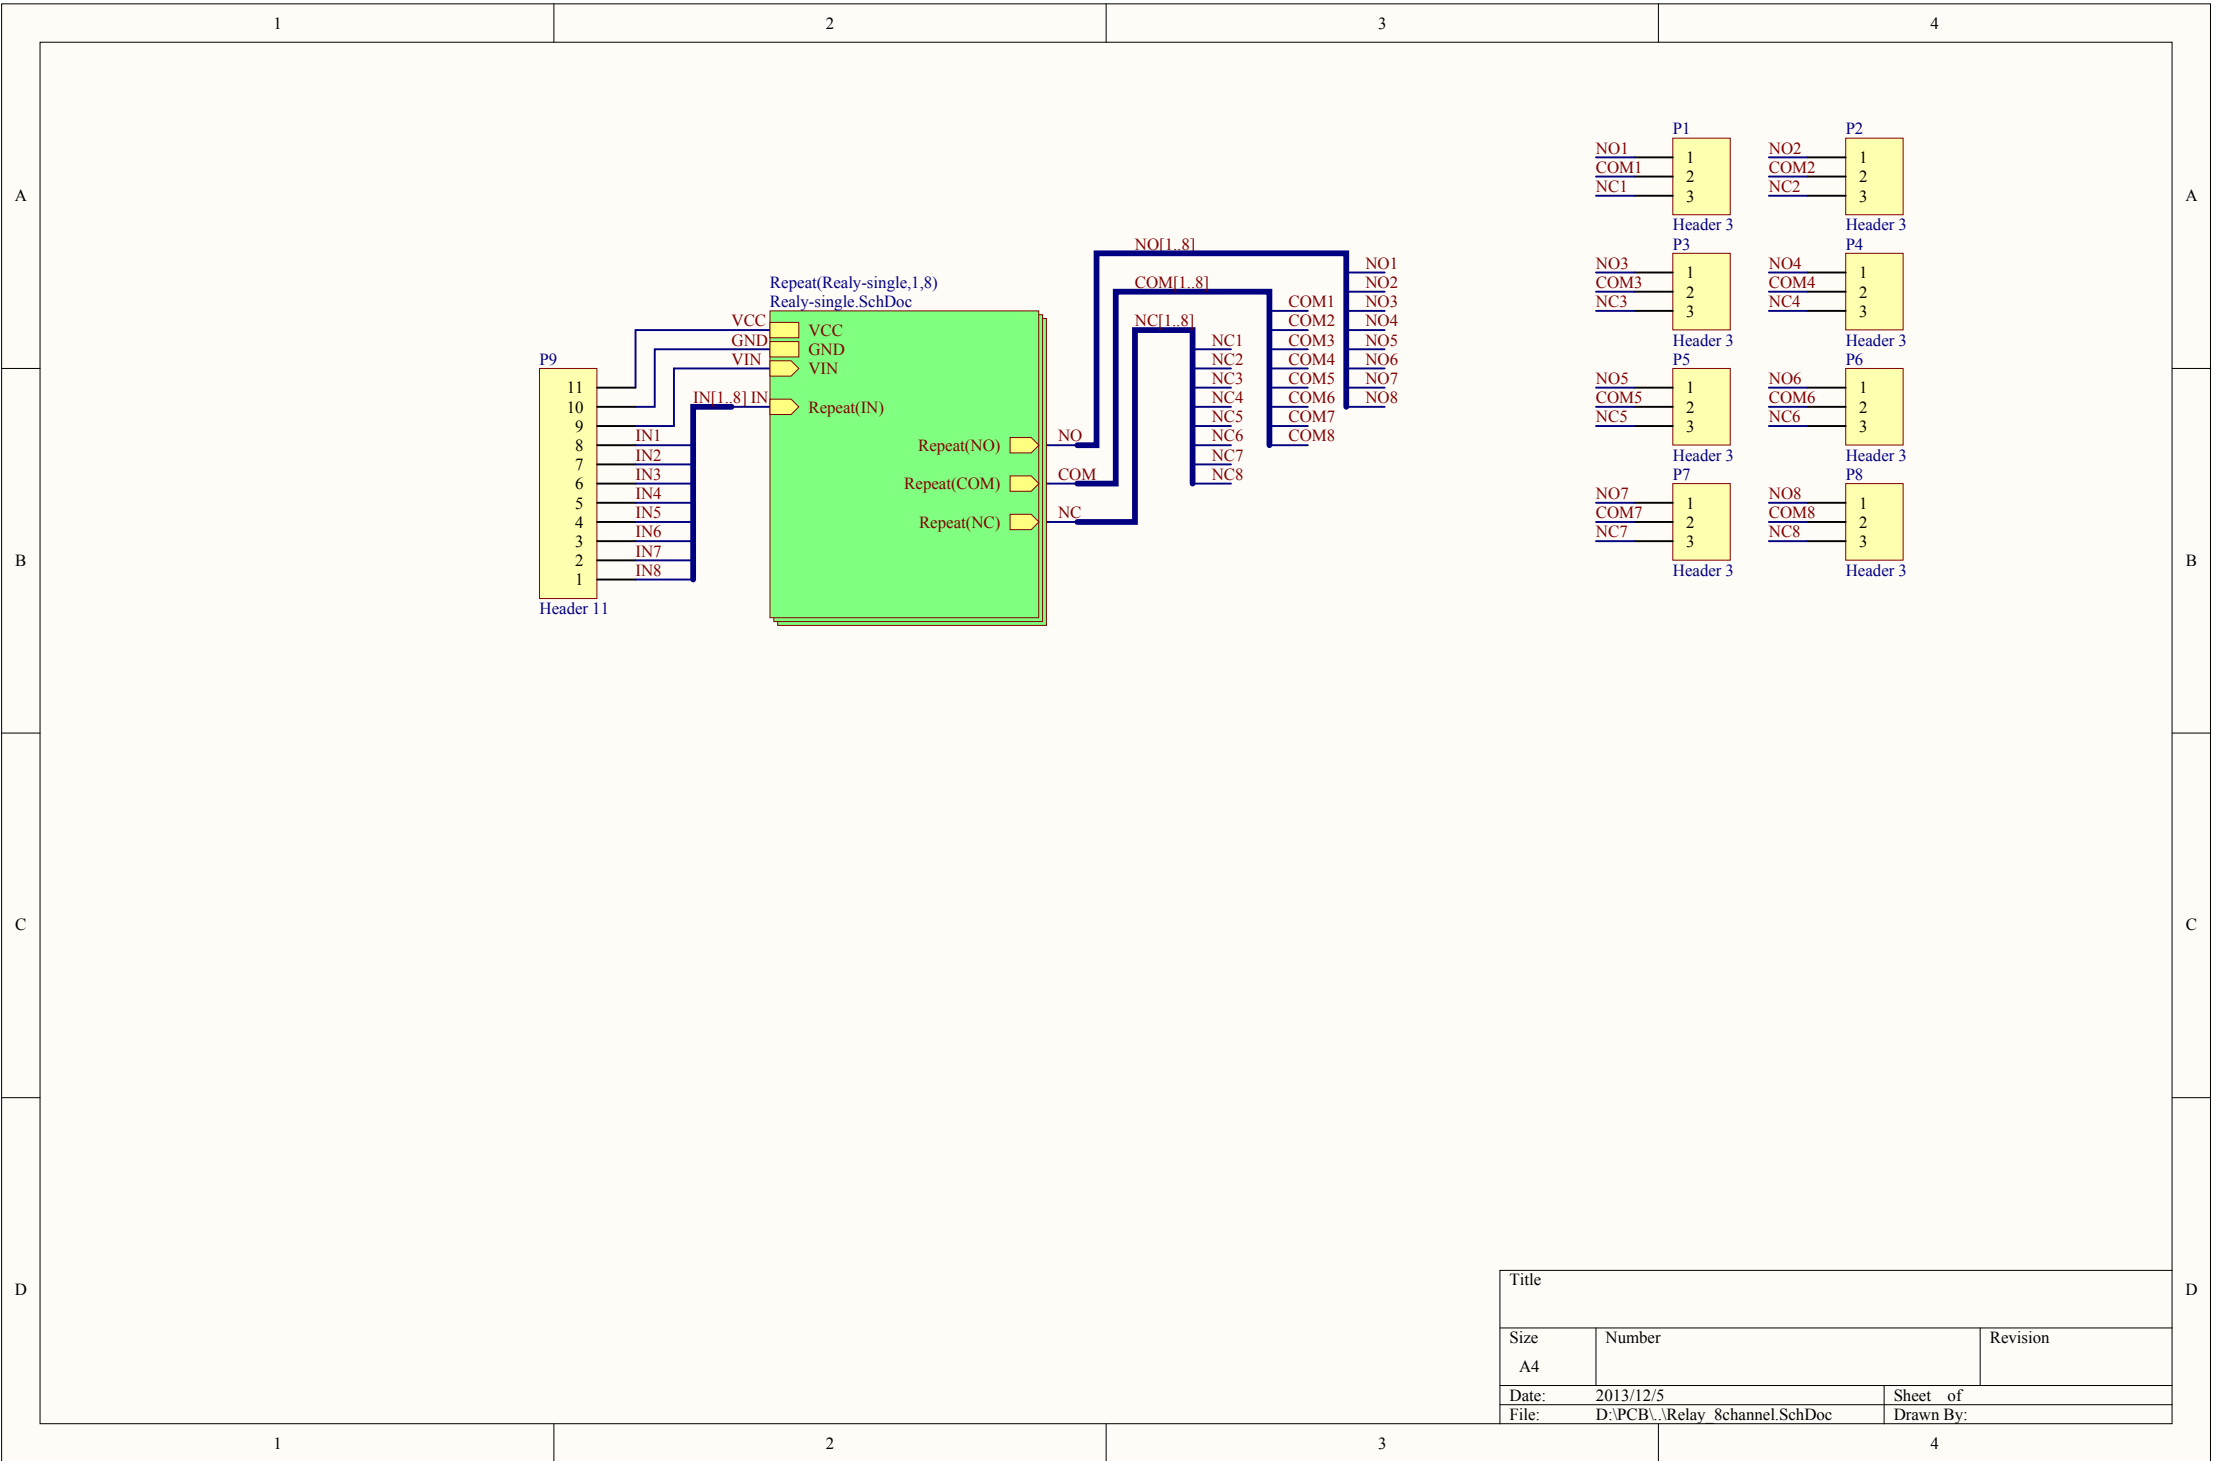 1 2 3 4
A
B
C
D
A
B
C
D
P9
11
10
9
8
7
6
5
4
3
2
1
Header 11
VCC
GND
VIN
IN[1..8] IN
IN1
IN2
IN3
IN4
IN5
IN6
IN7
IN8
Repeat(Realy-single,1,8)
Realy-single.SchDoc
VCC
GND
VIN
Repeat(IN)
Repeat(NO)
Repeat(COM)
Repeat(NC)
NO
COM
NC
NO[1..8]
COM[1..8]
NC[1..8]
NC1
NC2
NC3
NC4
NC5
NC6
NC7
NC8
COM1
COM2
COM3
COM4
COM5
COM6
COM7
COM8
NO1
NO2
NO3
NO4
NO5
NO6
NO7
NO8
P1
NO1 1
COM1 2
NC1 3
Header 3
P2
NO2 1
COM2 2
NC2 3
Header 3
P3
NO3 1
COM3 2
NC3 3
Header 3
P4
NO4 1
COM4 2
NC4 3
Header 3
P5
NO5 1
COM5 2
NC5 3
Header 3
P6
NO6 1
COM6 2
NC6 3
Header 3
P7
NO7 1
COM7 2
NC7 3
Header 3
P8
NO8 1
COM8 2
NC8 3
Header 3
Title
Size Number Revision
A4
Date: 2013/12/5 Sheet of
File: D:\PCB\..\Relay_8channel.SchDoc Drawn By:
1 2 3 4